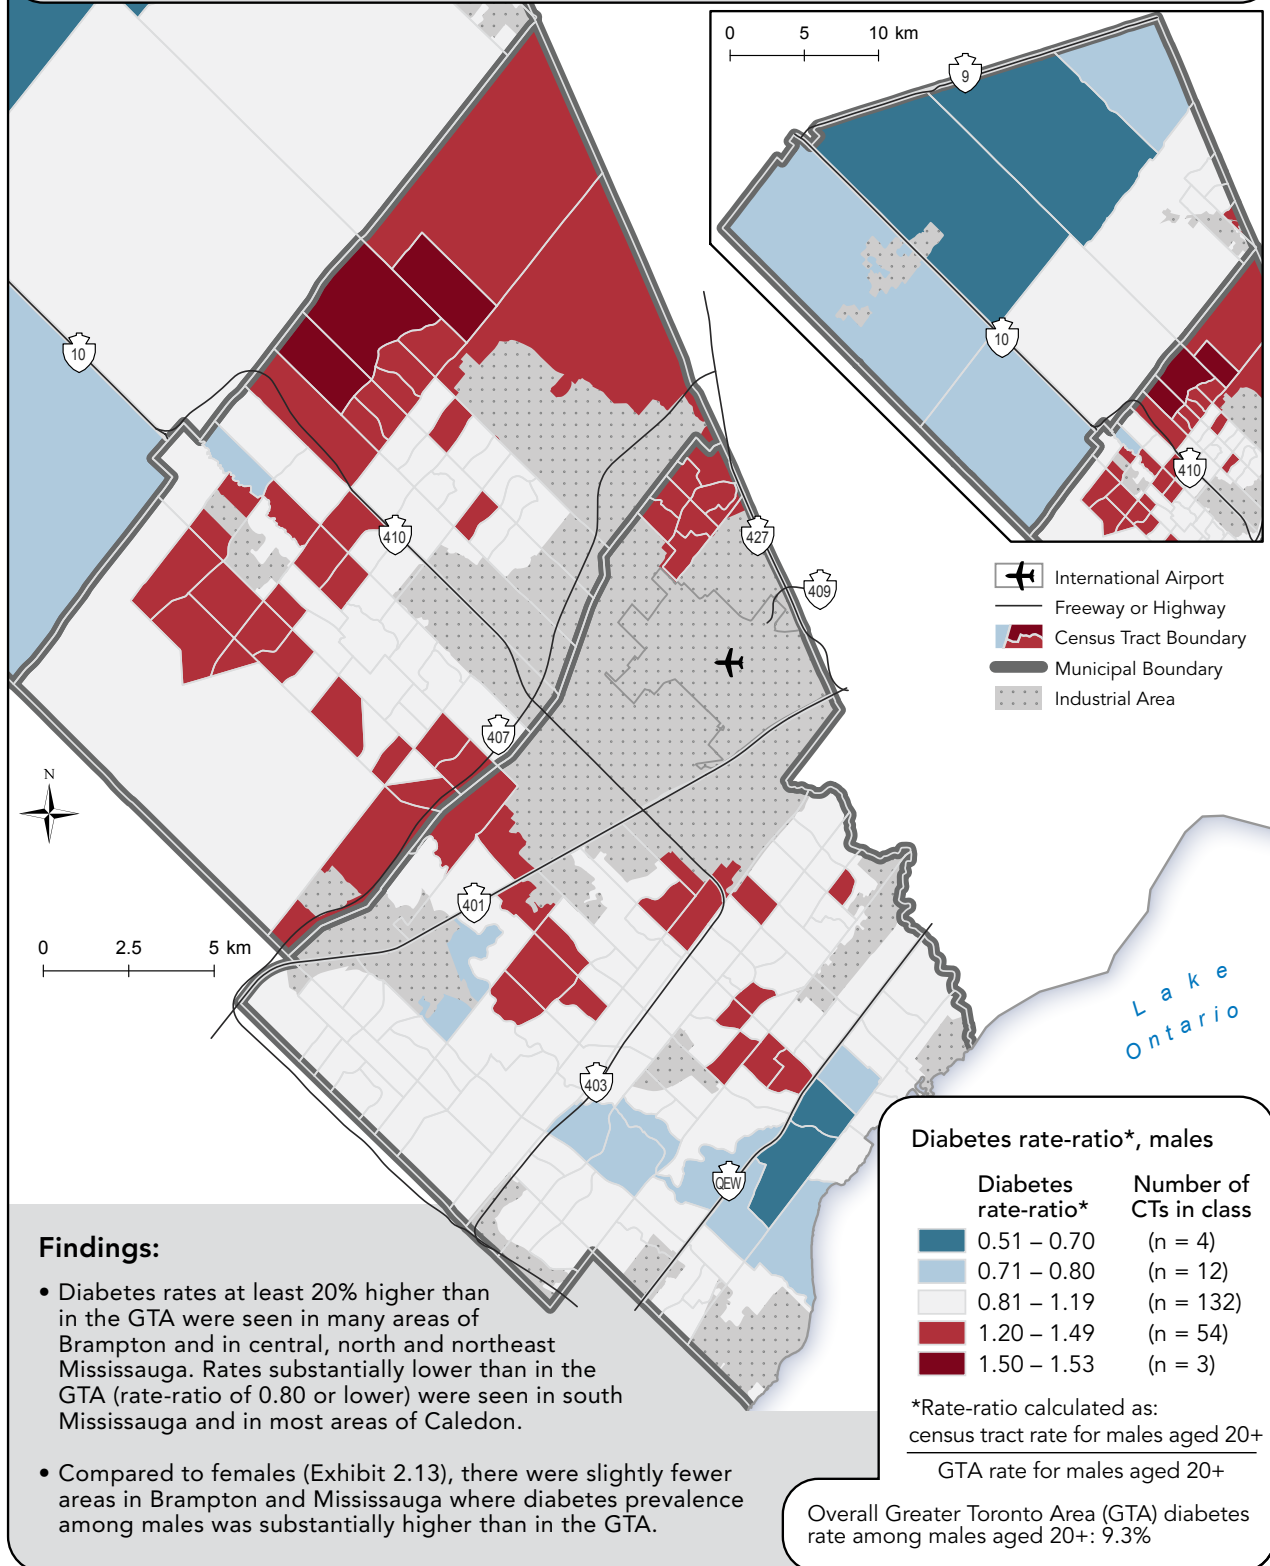 0 5 10 km
9
10
410
10
410
427
409
407
401
403
QEW
International Airport
Freeway or Highway
Census Tract Boundary
Municipal Boundary
Industrial Area
N
0 2.5 5 km
Lake
Ontario
Findings:
• Diabetes rates at least 20% higher than
in the GTA were seen in many areas of
Brampton and in central, north and northeast
Mississauga. Rates substantially lower than in the
GTA (rate-ratio of 0.80 or lower) were seen in south
Mississauga and in most areas of Caledon.
• Compared to females (Exhibit 2.13), there were slightly fewer
areas in Brampton and Mississauga where diabetes prevalence
among males was substantially higher than in the GTA.
Diabetes rate-ratio*, males
Diabetes Number of
rate-ratio* CTs in class
0.51 – 0.70 (n = 4)
0.71 – 0.80 (n = 12)
0.81 – 1.19 (n = 132)
1.20 – 1.49 (n = 54)
1.50 – 1.53 (n = 3)
*Rate-ratio calculated as:
census tract rate for males aged 20+
GTA rate for males aged 20+
Overall Greater Toronto Area (GTA) diabetes
rate among males aged 20+: 9.3%